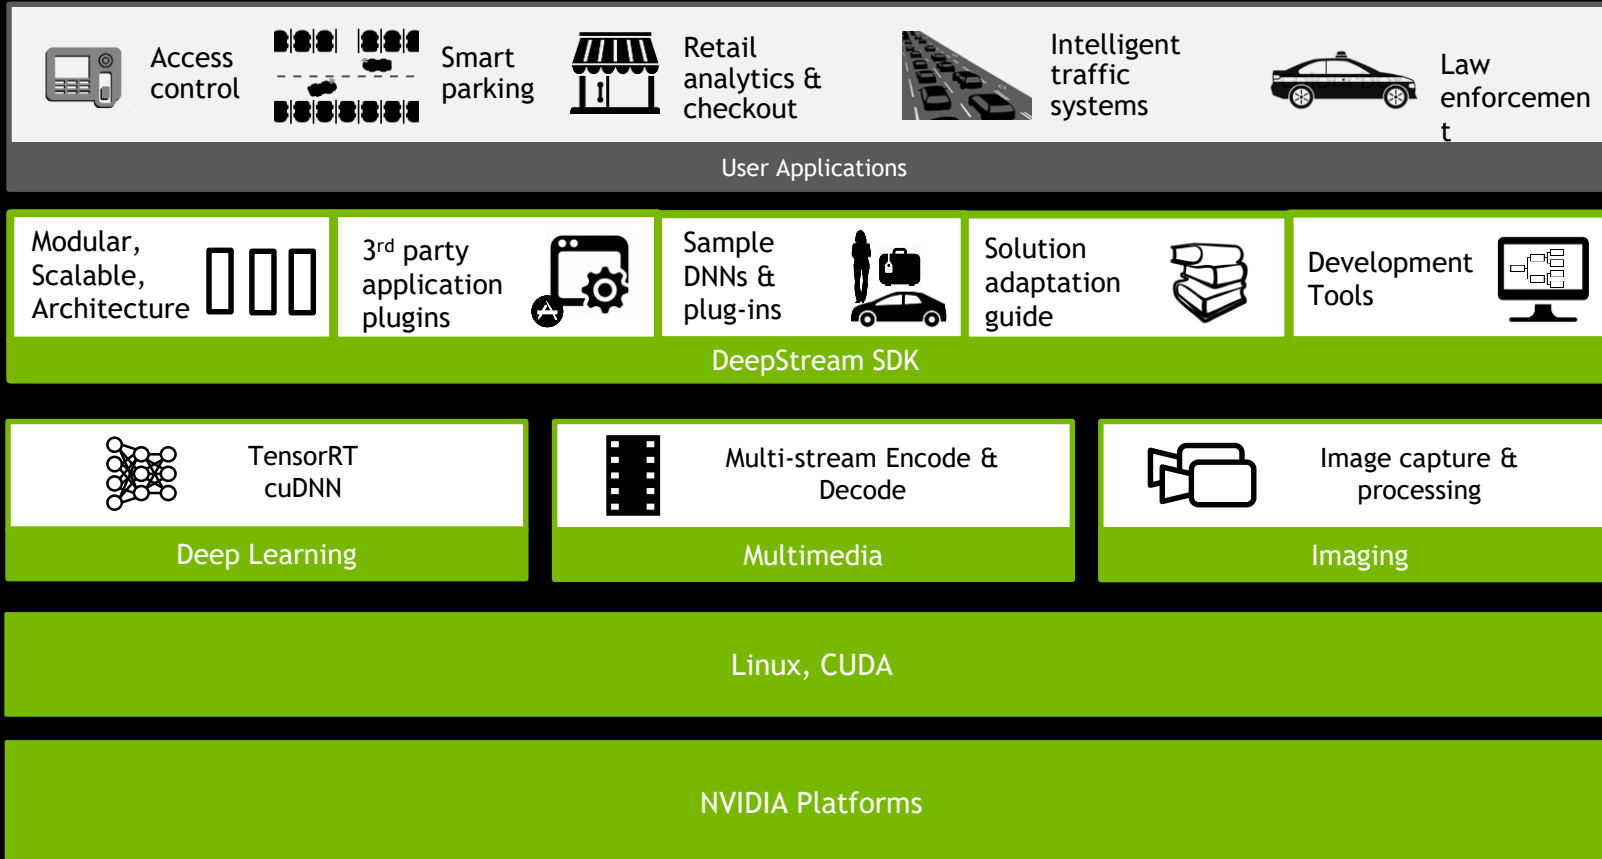 Access
control
Smart
parking
Retail
analytics &
checkout
Intelligent
traffic
systems
Law
enforcemen
t
User Applications
Modular,
Scalable,
Architecture
3rd party
application
plugins
Sample
DNNs &
plug-ins
Solution
adaptation
guide
Development
Tools
DeepStream SDK
TensorRT
cuDNN
Multi-stream Encode &
Decode
Image capture &
processing
Deep Learning
Multimedia
Imaging
Linux, CUDA
NVIDIA Platforms